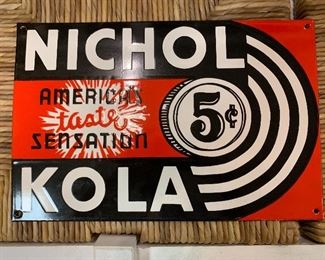 NICHOL
AMERICA'S
taste
SENSATION
5¢
KOLA